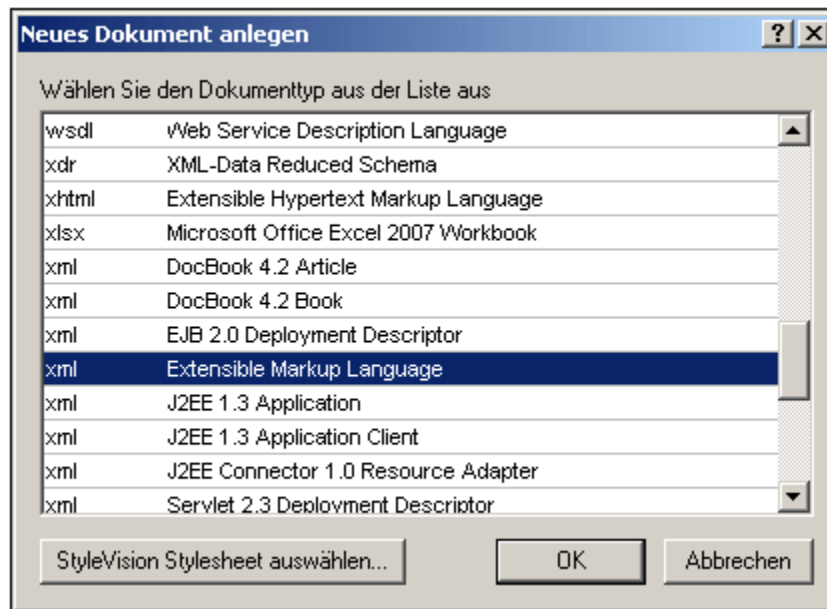 Neues Dokument anlegen
Wählen Sie den Dokumenttyp aus der Liste aus
wsdl Web Service Description Language
xdr XML-Data Reduced Schema
xhtml Extensible Hypertext Markup Language
xlsx Microsoft Office Excel 2007 Workbook
xml DocBook 4.2 Article
xml DocBook 4.2 Book
xml EJB 2.0 Deployment Descriptor
xml Extensible Markup Language
xml J2EE 1.3 Application
xml J2EE 1.3 Application Client
xml J2EE Connector 1.0 Resource Adapter
xml Servlet 2.3 Deployment Descriptor
StyleVision Stylesheet auswählen... OK Abbrechen